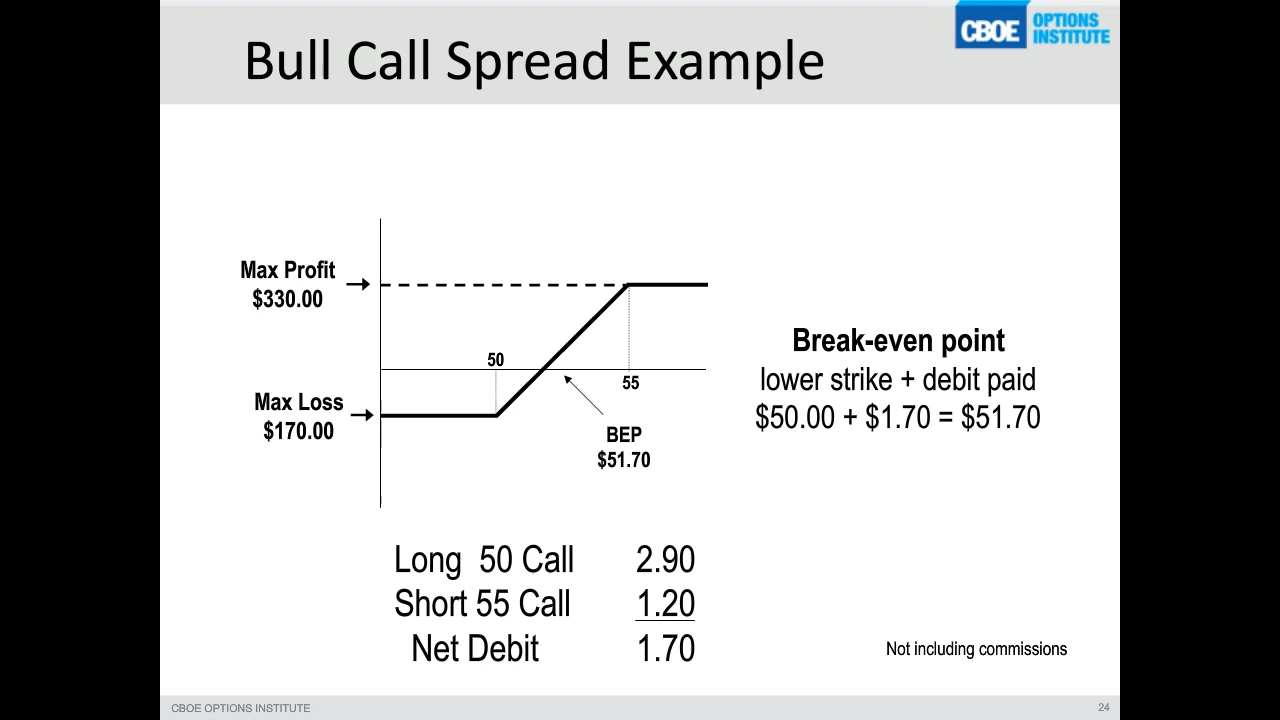 CBOE OPTIONS
INSTITUTE
Bull Call Spread Example
Max Profit
$330.00
50
55
Max Loss
$170.00
BEP
$51.70
Break-even point
lower strike + debit paid
$50.00 + $1.70 = $51.70
Long 50 Call 2.90
Short 55 Call 1.20
Net Debit 1.70
Not including commissions
CBOE OPTIONS INSTITUTE 24